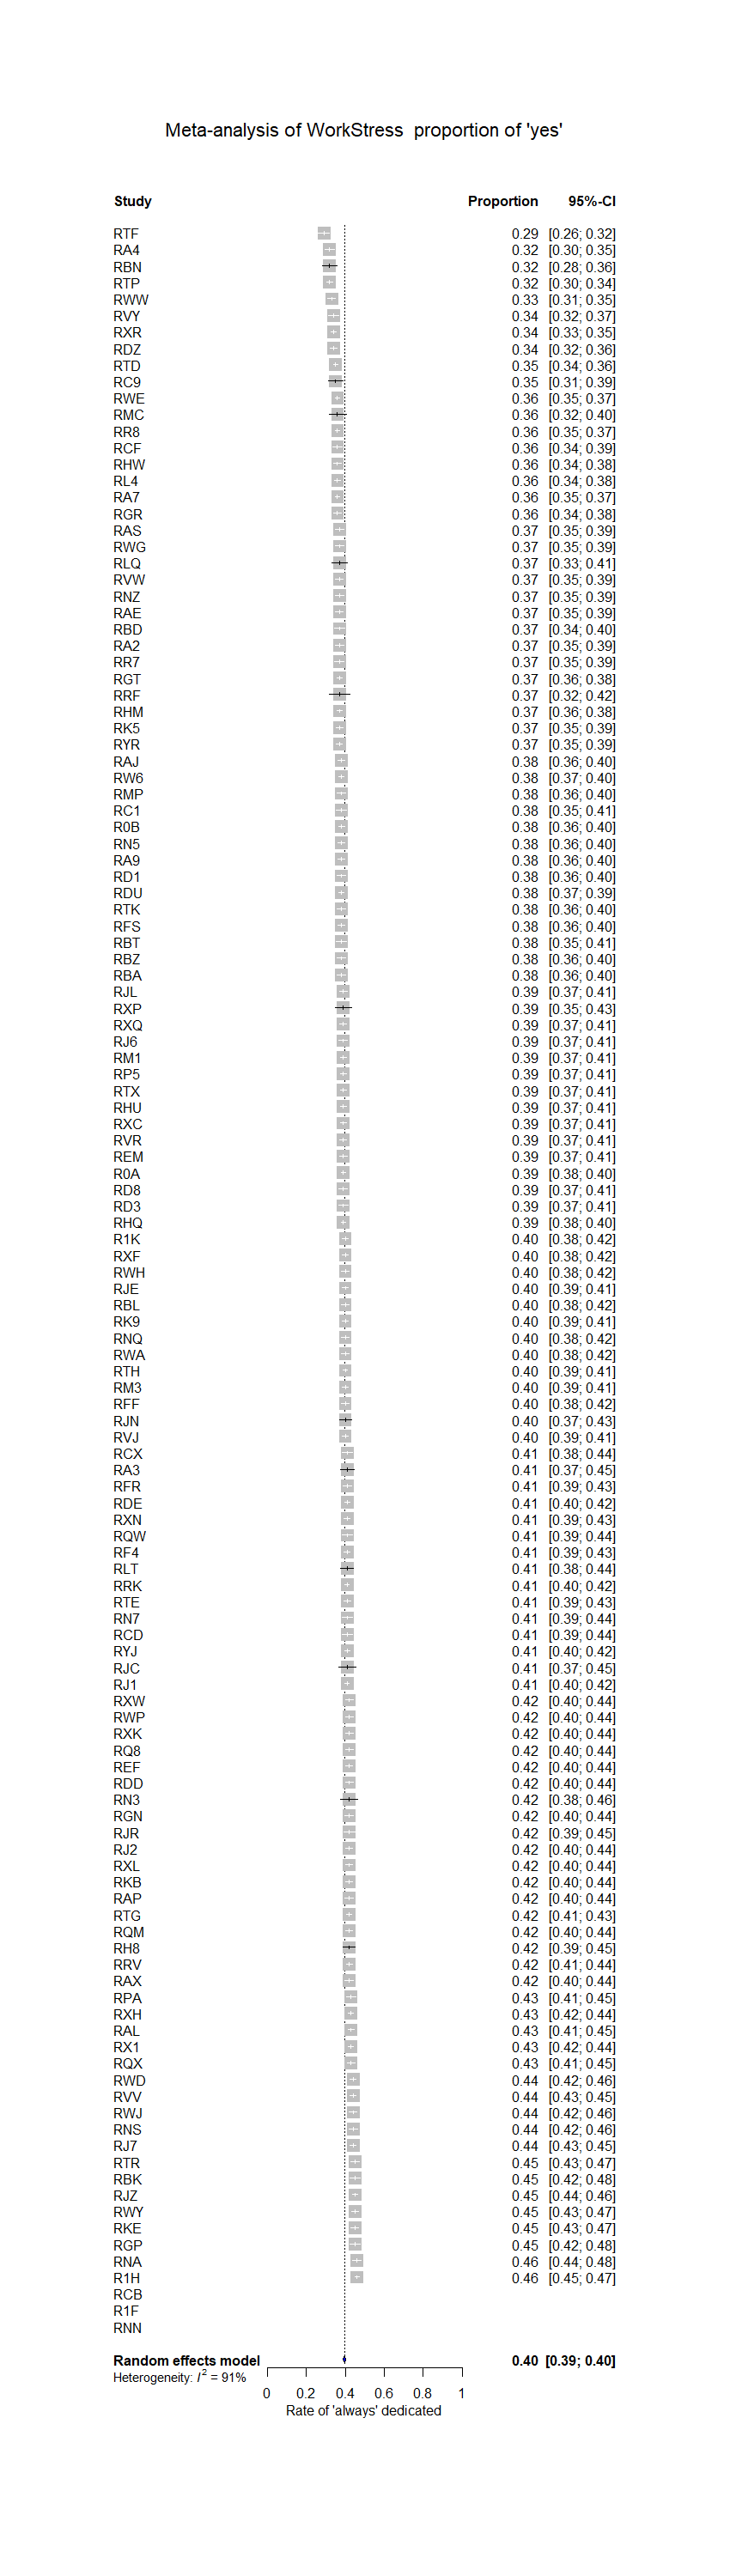 Meta-analysis of WorkStress  proportion of 'yes'
Study Proportion 95%-CI
RTF 0.29 [0.26; 0.32]
RA4 0.32 [0.30; 0.35]
RBN 0.32 [0.28; 0.36]
RTP 0.32 [0.30; 0.34]
RWW 0.33 [0.31; 0.35]
RVY 0.34 [0.32; 0.37]
RXR 0.34 [0.33; 0.35]
RDZ 0.34 [0.32; 0.36]
RTD 0.35 [0.34; 0.36]
RC9 0.35 [0.31; 0.39]
RWE 0.36 [0.35; 0.37]
RMC 0.36 [0.32; 0.40]
RR8 0.36 [0.35; 0.37]
RCF 0.36 [0.34; 0.39]
RHW 0.36 [0.34; 0.38]
RL4 0.36 [0.34; 0.38]
RA7 0.36 [0.35; 0.37]
RGR 0.36 [0.34; 0.38]
RAS 0.37 [0.35; 0.39]
RWG 0.37 [0.35; 0.39]
RLQ 0.37 [0.33; 0.41]
RVW 0.37 [0.35; 0.39]
RNZ 0.37 [0.35; 0.39]
RAE 0.37 [0.35; 0.39]
RBD 0.37 [0.34; 0.40]
RA2 0.37 [0.35; 0.39]
RR7 0.37 [0.35; 0.39]
RGT 0.37 [0.36; 0.38]
RRF 0.37 [0.32; 0.42]
RHM 0.37 [0.36; 0.38]
RK5 0.37 [0.35; 0.39]
RYR 0.37 [0.35; 0.39]
RAJ 0.38 [0.36; 0.40]
RW6 0.38 [0.37; 0.40]
RMP 0.38 [0.36; 0.40]
RC1 0.38 [0.35; 0.41]
R0B 0.38 [0.36; 0.40]
RN5 0.38 [0.36; 0.40]
RA9 0.38 [0.36; 0.40]
RD1 0.38 [0.36; 0.40]
RDU 0.38 [0.37; 0.39]
RTK 0.38 [0.36; 0.40]
RFS 0.38 [0.36; 0.40]
RBT 0.38 [0.35; 0.41]
RBZ 0.38 [0.36; 0.40]
RBA 0.38 [0.36; 0.40]
RJL 0.39 [0.37; 0.41]
RXP 0.39 [0.35; 0.43]
RXQ 0.39 [0.37; 0.41]
RJ6 0.39 [0.37; 0.41]
RM1 0.39 [0.37; 0.41]
RP5 0.39 [0.37; 0.41]
RTX 0.39 [0.37; 0.41]
RHU 0.39 [0.37; 0.41]
RXC 0.39 [0.37; 0.41]
RVR 0.39 [0.37; 0.41]
REM 0.39 [0.37; 0.41]
R0A 0.39 [0.38; 0.40]
RD8 0.39 [0.37; 0.41]
RD3 0.39 [0.37; 0.41]
RHQ 0.39 [0.38; 0.40]
R1K 0.40 [0.38; 0.42]
RXF 0.40 [0.38; 0.42]
RWH 0.40 [0.38; 0.42]
RJE 0.40 [0.39; 0.41]
RBL 0.40 [0.38; 0.42]
RK9 0.40 [0.39; 0.41]
RNQ 0.40 [0.38; 0.42]
RWA 0.40 [0.38; 0.42]
RTH 0.40 [0.39; 0.41]
RM3 0.40 [0.39; 0.41]
RFF 0.40 [0.38; 0.42]
RJN 0.40 [0.37; 0.43]
RVJ 0.40 [0.39; 0.41]
RCX 0.41 [0.38; 0.44]
RA3 0.41 [0.37; 0.45]
RFR 0.41 [0.39; 0.43]
RDE 0.41 [0.40; 0.42]
RXN 0.41 [0.39; 0.43]
RQW 0.41 [0.39; 0.44]
RF4 0.41 [0.39; 0.43]
RLT 0.41 [0.38; 0.44]
RRK 0.41 [0.40; 0.42]
RTE 0.41 [0.39; 0.43]
RN7 0.41 [0.39; 0.44]
RCD 0.41 [0.39; 0.44]
RYJ 0.41 [0.40; 0.42]
RJC 0.41 [0.37; 0.45]
RJ1 0.41 [0.40; 0.42]
RXW 0.42 [0.40; 0.44]
RWP 0.42 [0.40; 0.44]
RXK 0.42 [0.40; 0.44]
RQ8 0.42 [0.40; 0.44]
REF 0.42 [0.40; 0.44]
RDD 0.42 [0.40; 0.44]
RN3 0.42 [0.38; 0.46]
RGN 0.42 [0.40; 0.44]
RJR 0.42 [0.39; 0.45]
RJ2 0.42 [0.40; 0.44]
RXL 0.42 [0.40; 0.44]
RKB 0.42 [0.40; 0.44]
RAP 0.42 [0.40; 0.44]
RTG 0.42 [0.41; 0.43]
RQM 0.42 [0.40; 0.44]
RH8 0.42 [0.39; 0.45]
RRV 0.42 [0.41; 0.44]
RAX 0.42 [0.40; 0.44]
RPA 0.43 [0.41; 0.45]
RXH 0.43 [0.42; 0.44]
RAL 0.43 [0.41; 0.45]
RX1 0.43 [0.42; 0.44]
RQX 0.43 [0.41; 0.45]
RWD 0.44 [0.42; 0.46]
RVV 0.44 [0.43; 0.45]
RWJ 0.44 [0.42; 0.46]
RNS 0.44 [0.42; 0.46]
RJ7 0.44 [0.43; 0.45]
RTR 0.45 [0.43; 0.47]
RBK 0.45 [0.42; 0.48]
RJZ 0.45 [0.44; 0.46]
RWY 0.45 [0.43; 0.47]
RKE 0.45 [0.43; 0.47]
RGP 0.45 [0.42; 0.48]
RNA 0.46 [0.44; 0.48]
R1H 0.46 [0.45; 0.47]
RCB
R1F
RNN
Random effects model 0.40 [0.39; 0.40]
Heterogeneity: I² = 91%
0 0.2 0.4 0.6 0.8 1
Rate of 'always' dedicated